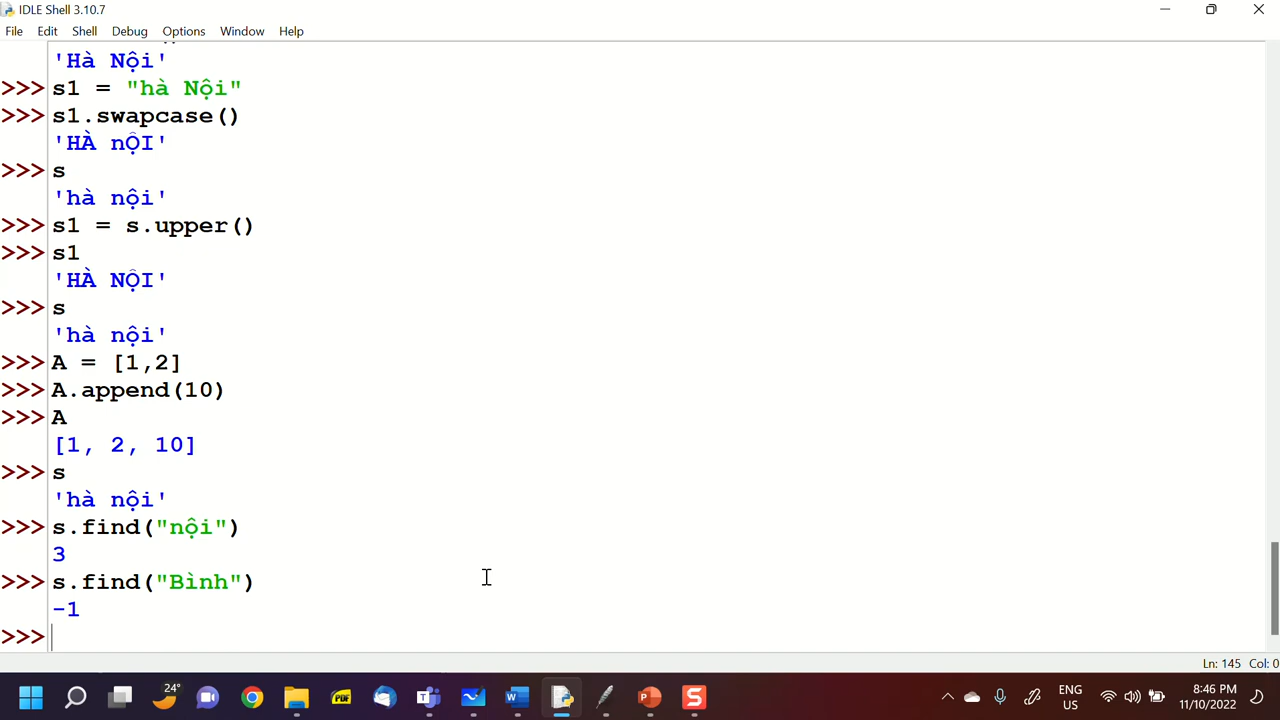 IDLE Shell 3.10.7
File Edit Shell Debug Options Window Help
'Hà Nội'
>>> s1 = "hà Nội"
>>> s1.swapcase()
'HÀ nỘI'
>>> s
'hà nội'
>>> s1 = s.upper()
>>> s1
'HÀ NỘI'
>>> s
'hà nội'
>>> A = [1,2]
>>> A.append(10)
>>> A
[1, 2, 10]
>>> s
'hà nội'
>>> s.find("nội")
3
>>> s.find("Bình")
-1
>>>
Ln: 145 Col: 0
24°
PDF
ENG
US
8:46 PM
11/10/2022